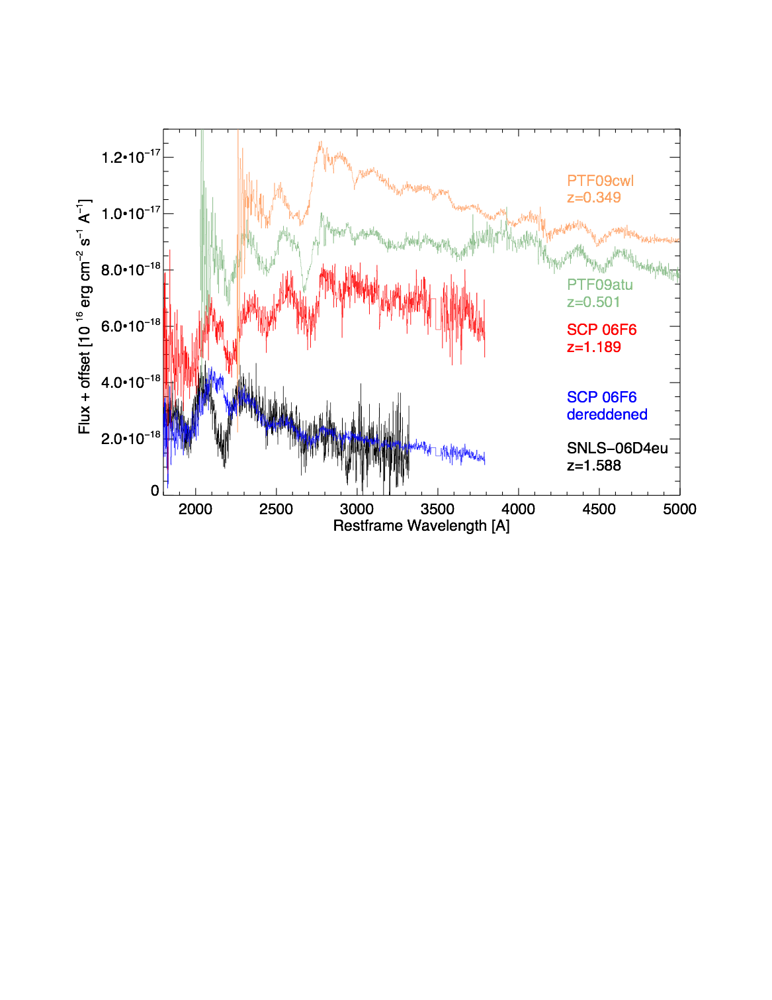 1.2•10−17
1.0•10−17
8.0•10−18
6.0•10−18
4.0•10−18
2.0•10−18
0
Flux + offset [10 16 erg cm−2 s−1 A−1]
PTF09cwl
z=0.349
PTF09atu
z=0.501
SCP 06F6
z=1.189
SCP 06F6
dereddened
SNLS−06D4eu
z=1.588
2000 2500 3000 3500 4000 4500 5000
Restframe Wavelength [A]